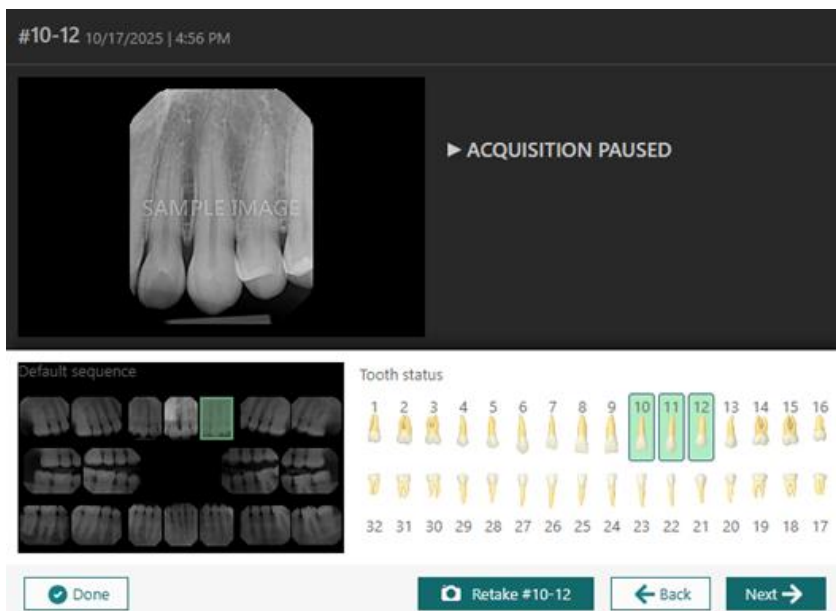 #10-12 10/17/2025 | 4:56 PM
SAMPLE IMAGE
ACQUISITION PAUSED
Default sequence
Tooth status
1 2 3 4 5 6 7 8 9 10 11 12 13 14 15 16
32 31 30 29 28 27 26 25 24 23 22 21 20 19 18 17
Done
Retake #10-12
Back
Next